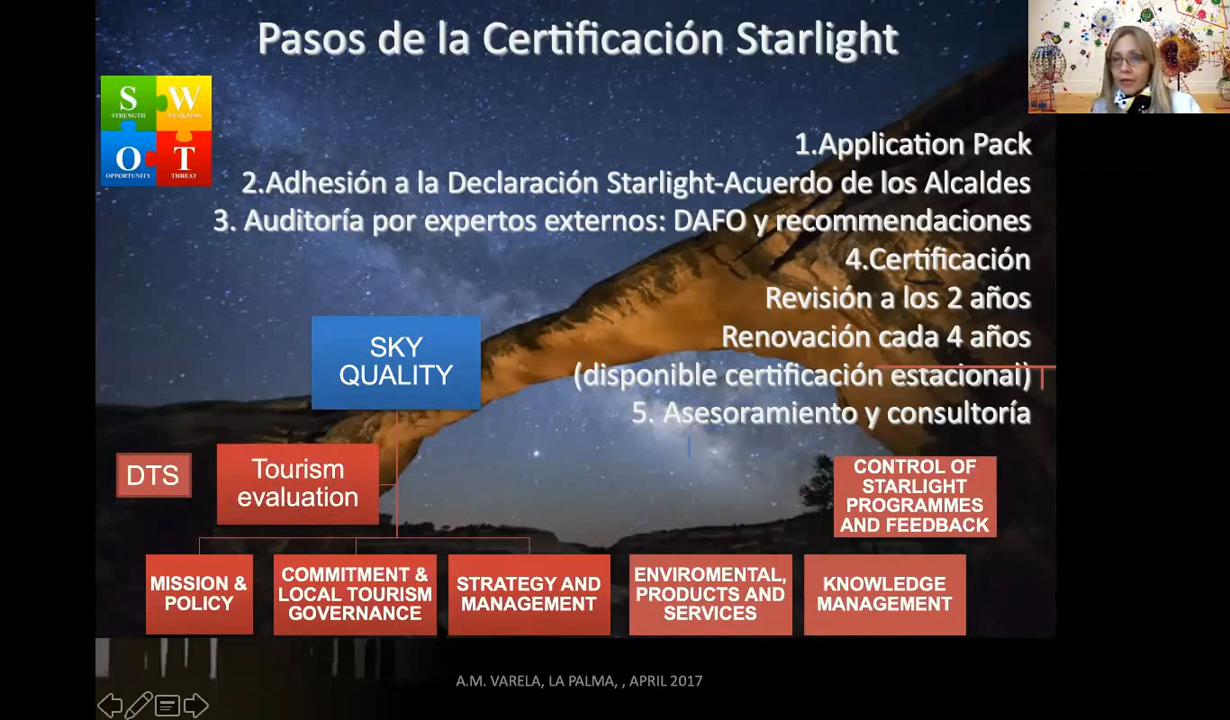 Pasos de la Certificación Starlight
S W
STRENGTH WEAKNESS
O T
OPPORTUNITY THREAT
1.Application Pack
2.Adhesión a la Declaración Starlight-Acuerdo de los Alcaldes
3. Auditoría por expertos externos: DAFO y recommendaciones
4.Certificación
Revisión a los 2 años
Renovación cada 4 años
(disponible certificación estacional)
5. Asesoramiento y consultoría
SKY
QUALITY
DTS
Tourism
evaluation
CONTROL OF
STARLIGHT
PROGRAMMES
AND FEEDBACK
MISSION &
POLICY
COMMITMENT &
LOCAL TOURISM
GOVERNANCE
STRATEGY AND
MANAGEMENT
ENVIROMENTAL,
PRODUCTS AND
SERVICES
KNOWLEDGE
MANAGEMENT
A.M. VARELA, LA PALMA, , APRIL 2017